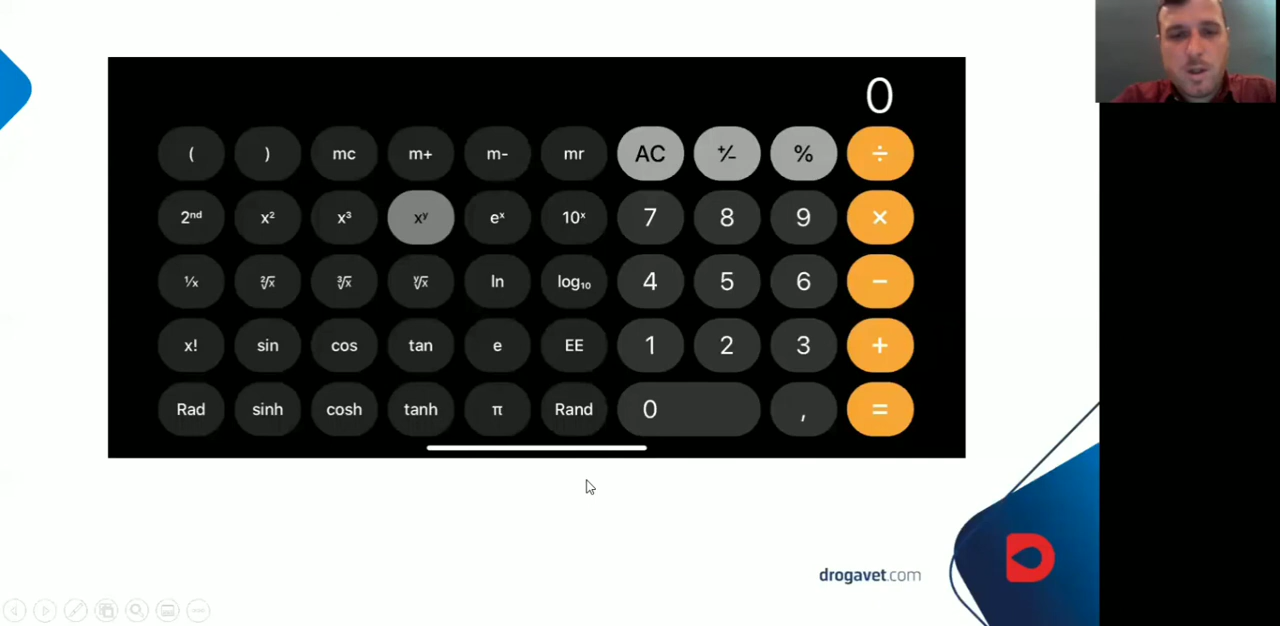 0
( ) mc m+ m- mr AC +/- % ÷
2ⁿᵈ x² x³ xʸ eˣ 10ˣ 7 8 9 ×
¹/x ²√x ³√x ʸ√x ln log₁₀ 4 5 6 −
x! sin cos tan e EE 1 2 3 +
Rad sinh cosh tanh π Rand 0 , =
drogavet.com